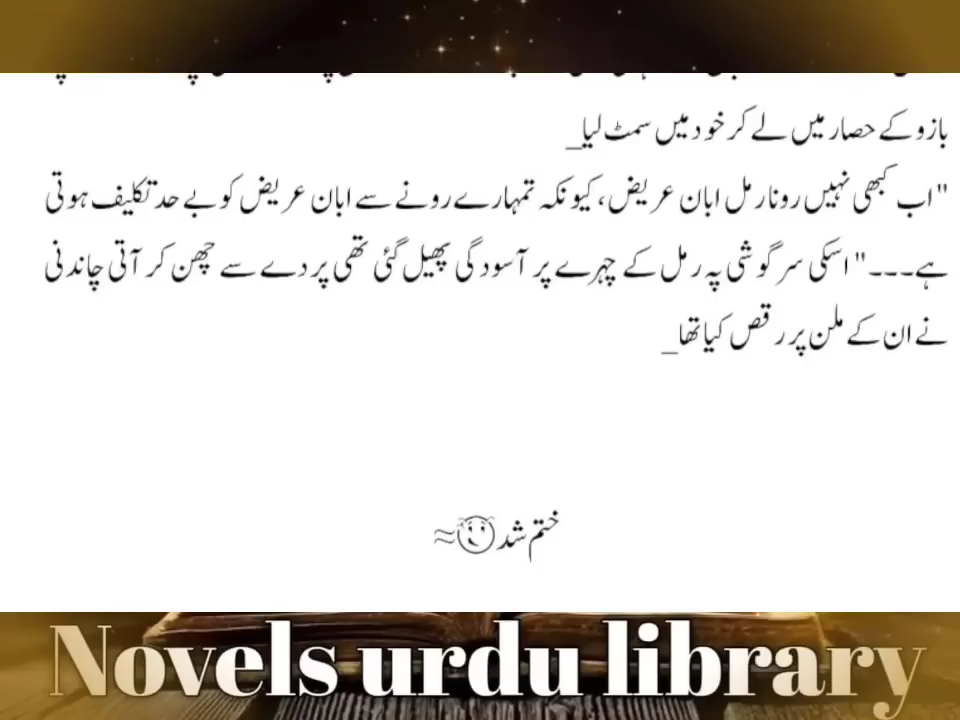 بازو کے حصار میں لے کر خود میں سمٹ لیا_
"اب کبھی نہیں رونا رمل ابان عریض، کیونکہ تمہارے رونے سے ابان عریض کو بے حد تکلیف ہوتی
ہے۔۔۔" اسکی سرگوشی پہ رمل کے چہرے پر آسودگی پھیل گئی تھی پردے سے چھن کر آتی چاندنی
نے ان کے ملن پر رقص کیا تھا_
ختم شد ≈
Novels urdu library